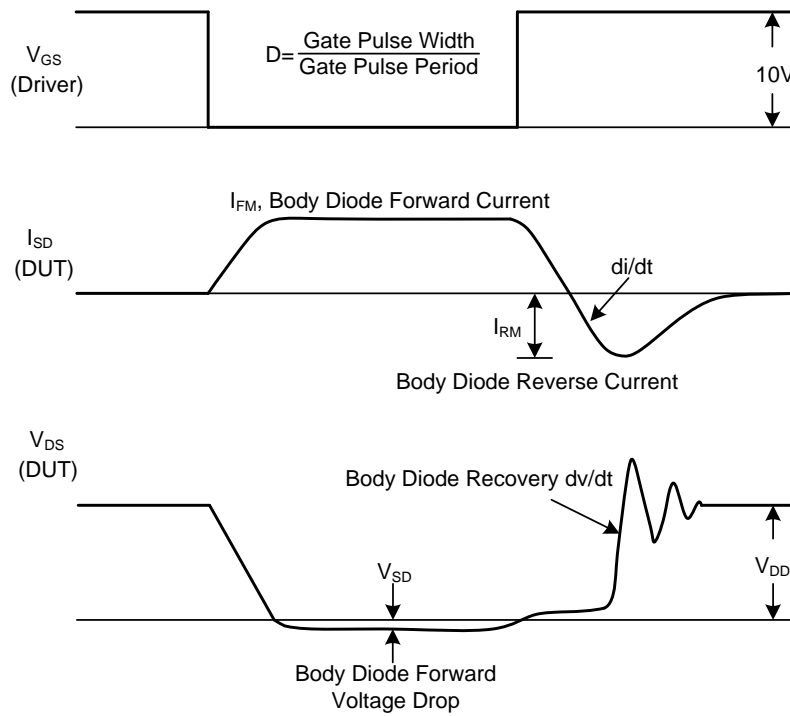 V_GS
(Driver)
D= Gate Pulse Width
Gate Pulse Period
10V
I_FM, Body Diode Forward Current
I_SD
(DUT)
di/dt
I_RM
Body Diode Reverse Current
V_DS
(DUT)
Body Diode Recovery dv/dt
V_SD
V_DD
Body Diode Forward
Voltage Drop